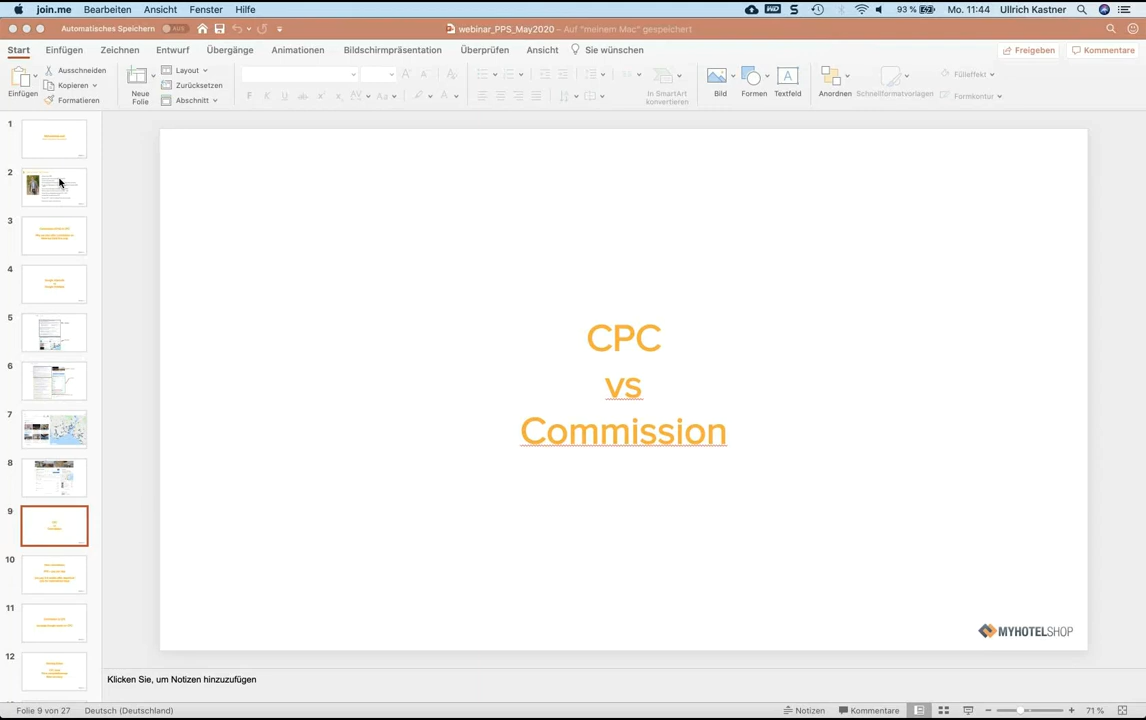 join.me Bearbeiten Ansicht Fenster Hilfe 93 % Mo. 11:44 Ullrich Kastner
Automatisches Speichern AUS webinar_PPS_May2020 – Auf "meinem Mac" gespeichert
Start Einfügen Zeichnen Entwurf Übergänge Animationen Bildschirmpräsentation Überprüfen Ansicht Sie wünschen Freigeben Kommentare
Einfügen Ausschneiden Kopieren Formatieren
Neue Folie Layout Zurücksetzen Abschnitt
F K U
In SmartArt konvertieren
Bild Formen Textfeld
Anordnen Schnellformatvorlagen Fülleffekt Formkontur
1
2
3
4
5
6
7
8
9
10
11
12
CPC
vs
Commission
MYHOTELSHOP
Klicken Sie, um Notizen hinzuzufügen
Folie 9 von 27 Deutsch (Deutschland) Notizen Kommentare 71 %